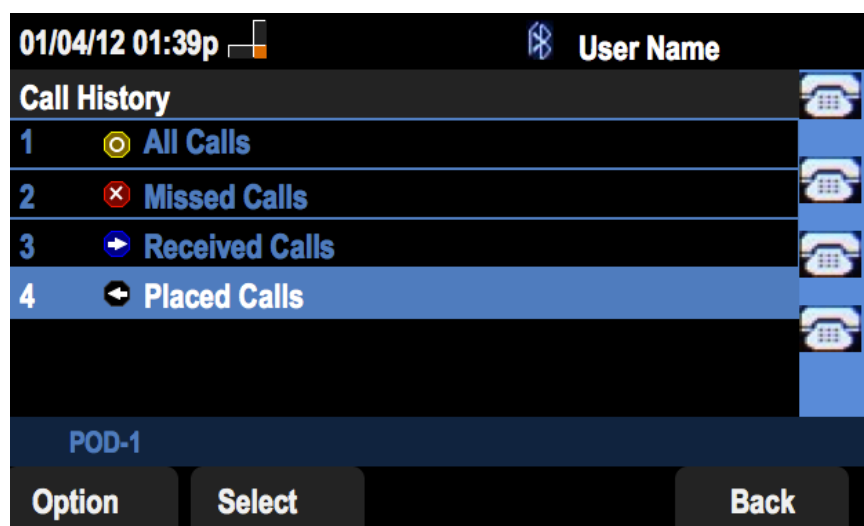 01/04/12 01:39p User Name
Call History
1 All Calls
2 Missed Calls
3 Received Calls
4 Placed Calls
POD-1
Option Select Back